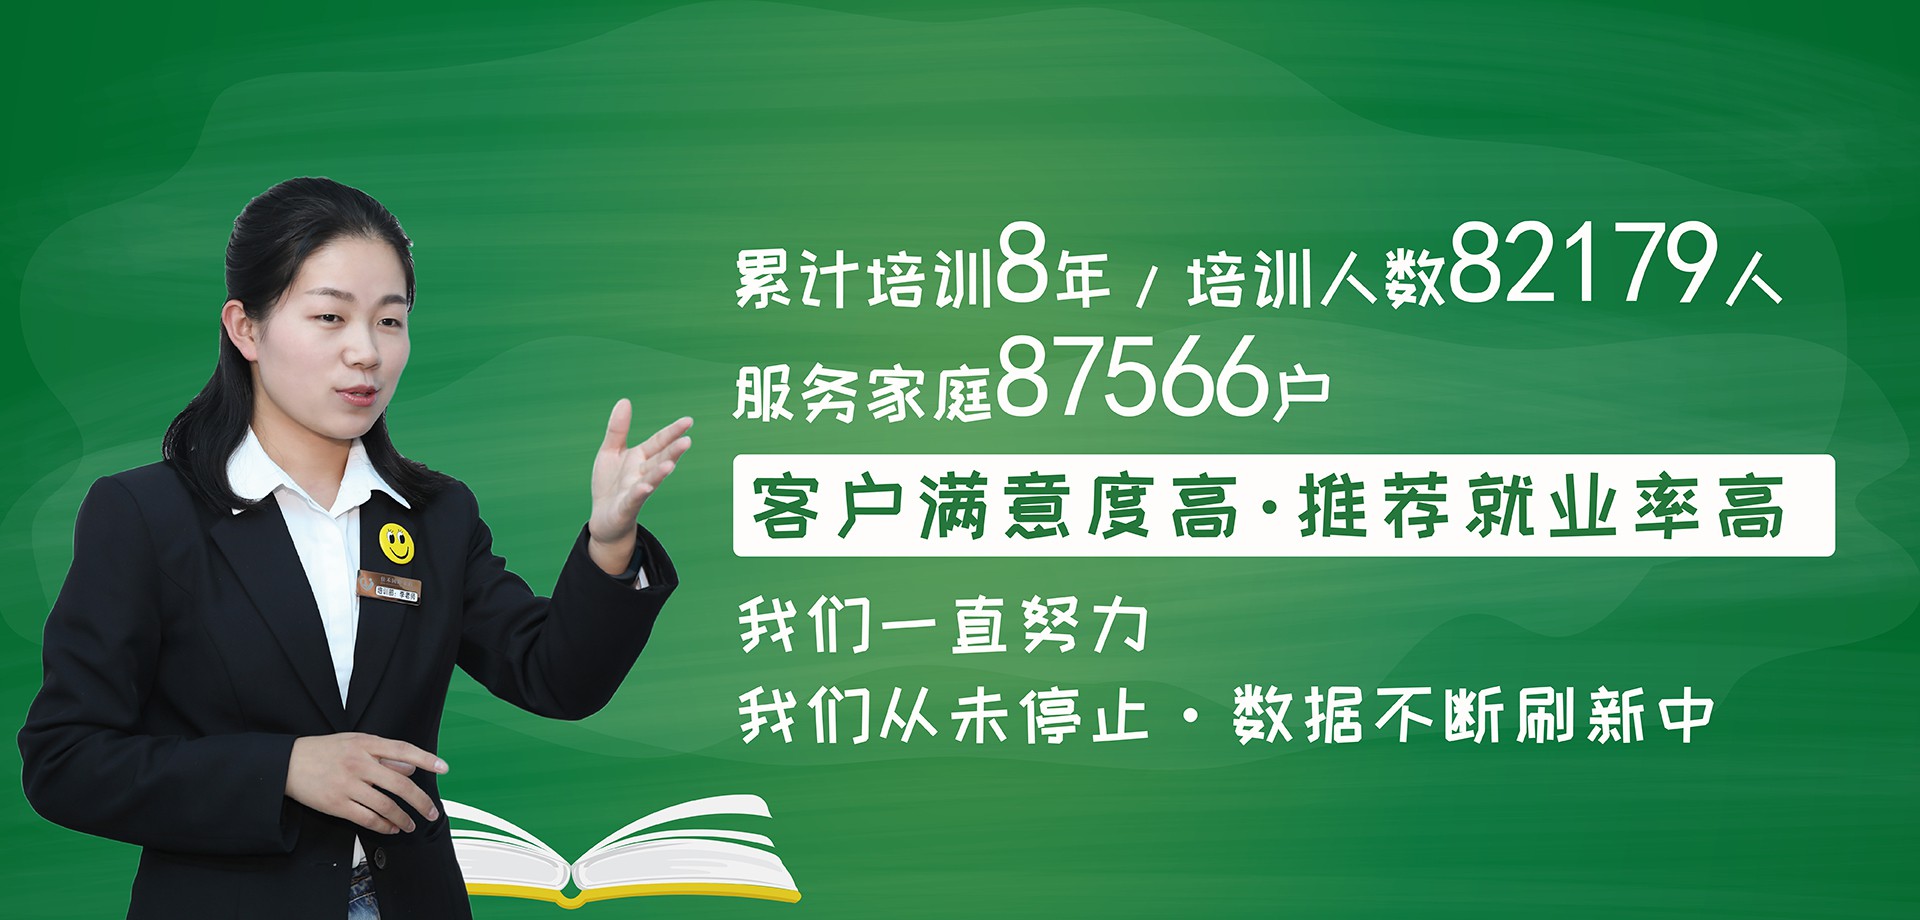 累计培训8年 / 培训人数82179人
服务家庭87566户
客户满意度高·推荐就业率高
我们一直努力
我们从未停止·数据不断刷新中